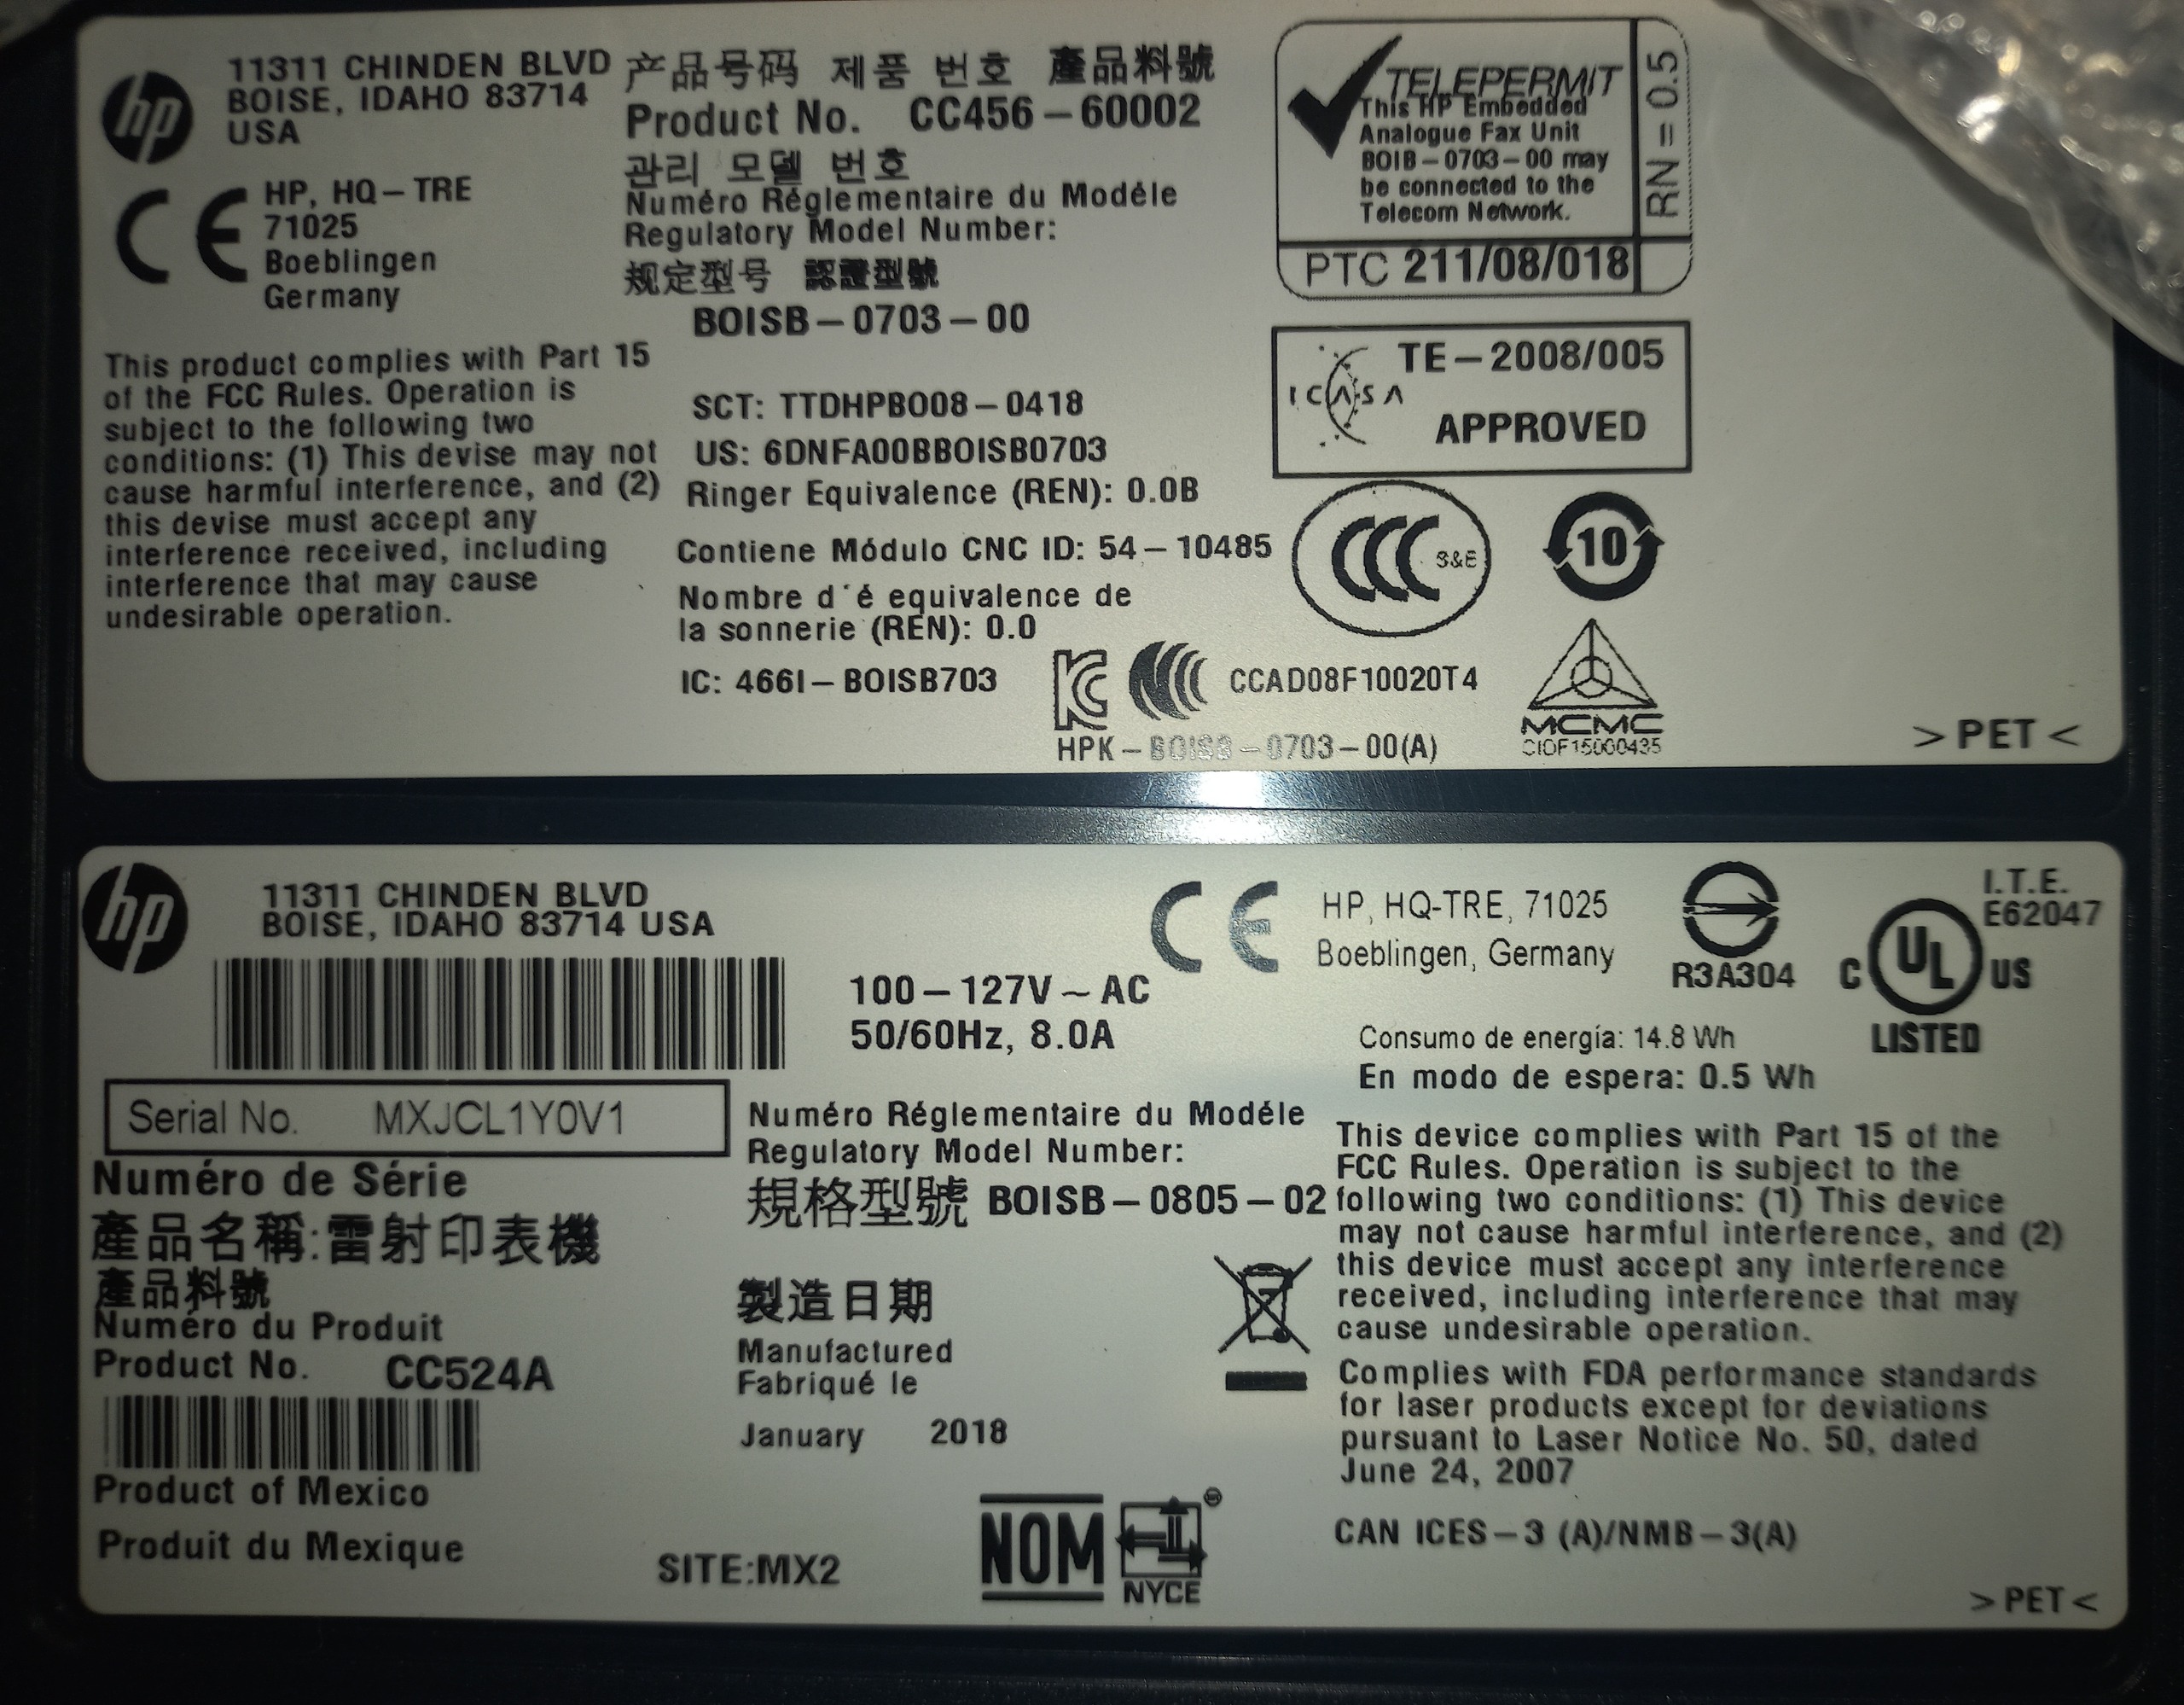 hp
11311 CHINDEN BLVD
BOISE, IDAHO 83714
USA
CE
HP, HQ-TRE
71025
Boeblingen
Germany
This product complies with Part 15
of the FCC Rules. Operation is
subject to the following two
conditions: (1) This devise may not
cause harmful interference, and (2)
this devise must accept any
interference received, including
interference that may cause
undesirable operation.
产品号码 제품 번호 產品料號
Product No. CC456-60002
관리 모델 번호
Numéro Réglementaire du Modéle
Regulatory Model Number:
规定型号 認證型號
BOISB-0703-00
SCT: TTDHPBO08-0418
US: 6DNFA00BBOISB0703
Ringer Equivalence (REN): 0.0B
Contiene Módulo CNC ID: 54-10485
Nombre d´é equivalence de
la sonnerie (REN): 0.0
IC: 466I-BOISB703
CCAD08F10020T4
HPK-BOISB-0703-00(A)
TELEPERMIT
This HP Embedded
Analogue Fax Unit
BOIB-0703-00 may
be connected to the
Telecom Network.
RN = 0.5
PTC 211/08/018
ICASA
TE-2008/005
APPROVED
CCC S&E
10
MCMC
CIDF15000435
>PET<
hp
11311 CHINDEN BLVD
BOISE, IDAHO 83714 USA
Serial No. MXJCL1Y0V1
Numéro de Série
產品名稱:雷射印表機
產品料號
Numéro du Produit
Product No. CC524A
Product of Mexico
Produit du Mexique
100-127V~AC
50/60Hz, 8.0A
Numéro Réglementaire du Modéle
Regulatory Model Number:
規格型號 BOISB-0805-02
製造日期
Manufactured
Fabriqué le
January 2018
SITE:MX2
NOM
NYCE
CE
HP, HQ-TRE, 71025
Boeblingen, Germany
R3A304
I.T.E.
E62047
C UL US
LISTED
Consumo de energía: 14.8 Wh
En modo de espera: 0.5 Wh
This device complies with Part 15 of the
FCC Rules. Operation is subject to the
following two conditions: (1) This device
may not cause harmful interference, and (2)
this device must accept any interference
received, including interference that may
cause undesirable operation.
Complies with FDA performance standards
for laser products except for deviations
pursuant to Laser Notice No. 50, dated
June 24, 2007
CAN ICES-3 (A)/NMB-3(A)
>PET<